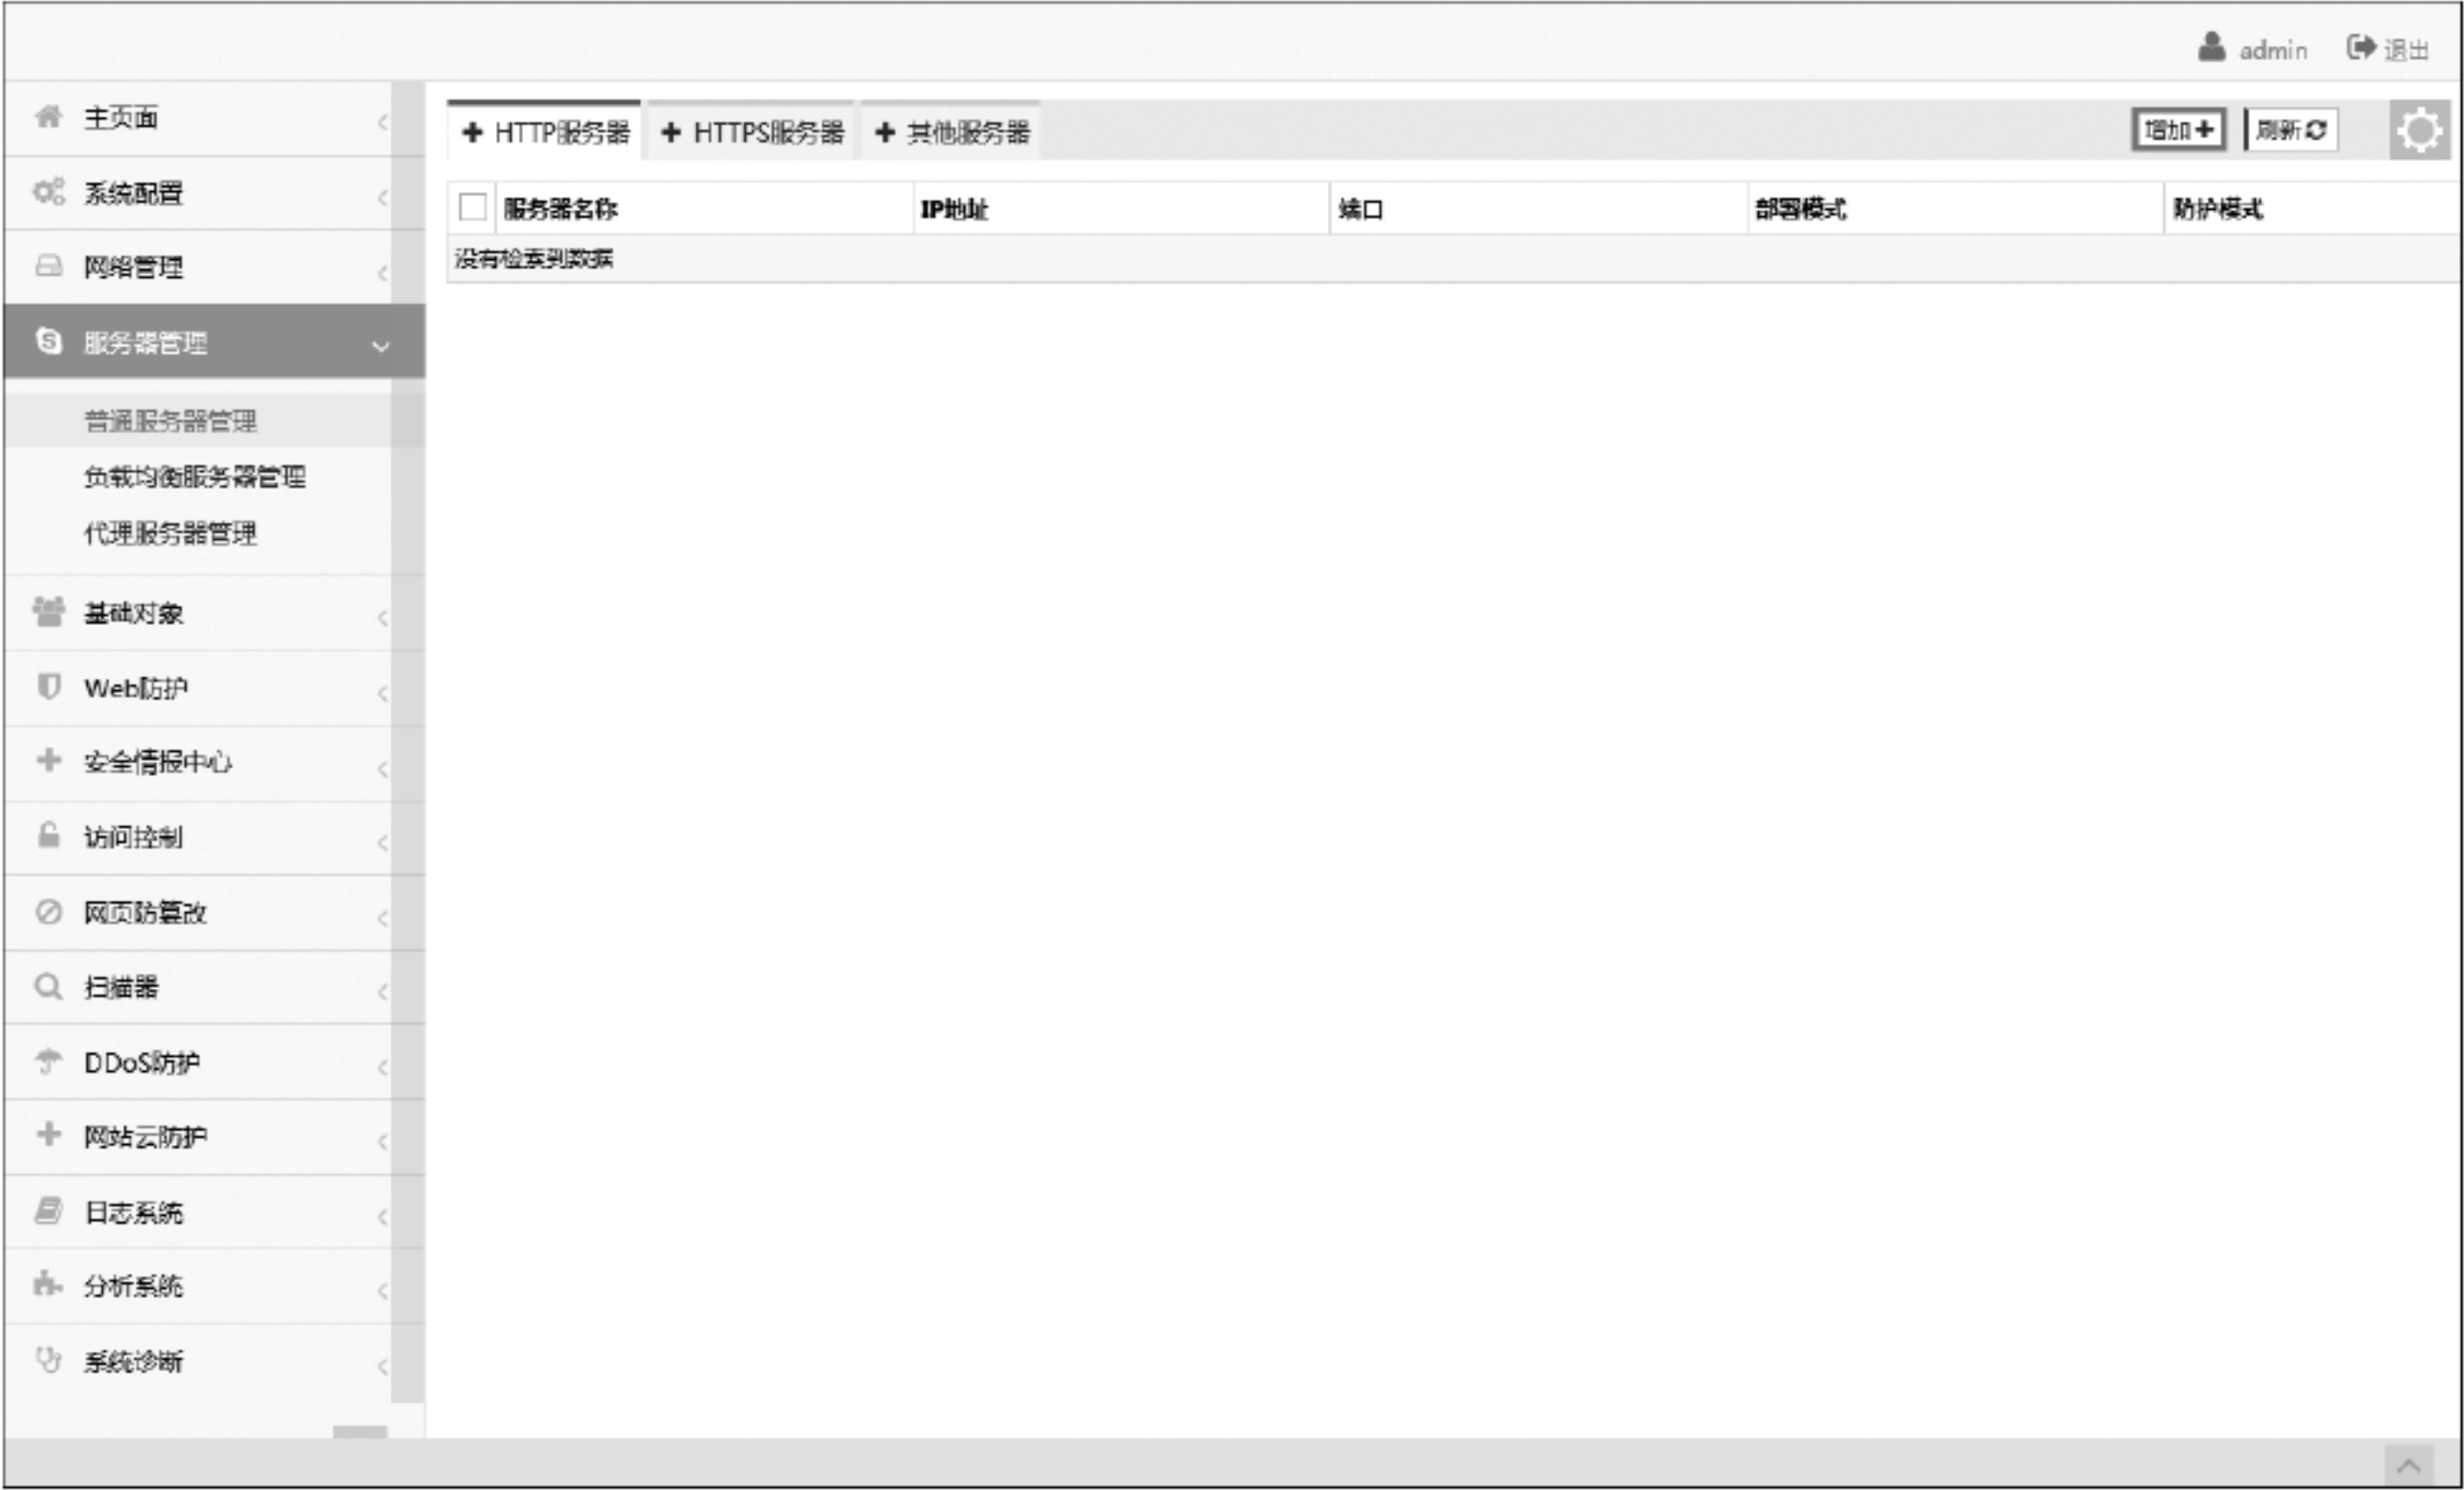 admin 退出
主页面
系统配置
网络管理
服务器管理
普通服务器管理
负载均衡服务器管理
代理服务器管理
基础对象
Web防护
安全情报中心
访问控制
网页防篡改
扫描器
DDoS防护
网站云防护
日志系统
分析系统
系统诊断
HTTP服务器 HTTPS服务器 其他服务器 增加 刷新
服务器名称 IP地址 端口 部署模式 防护模式
没有检索到数据